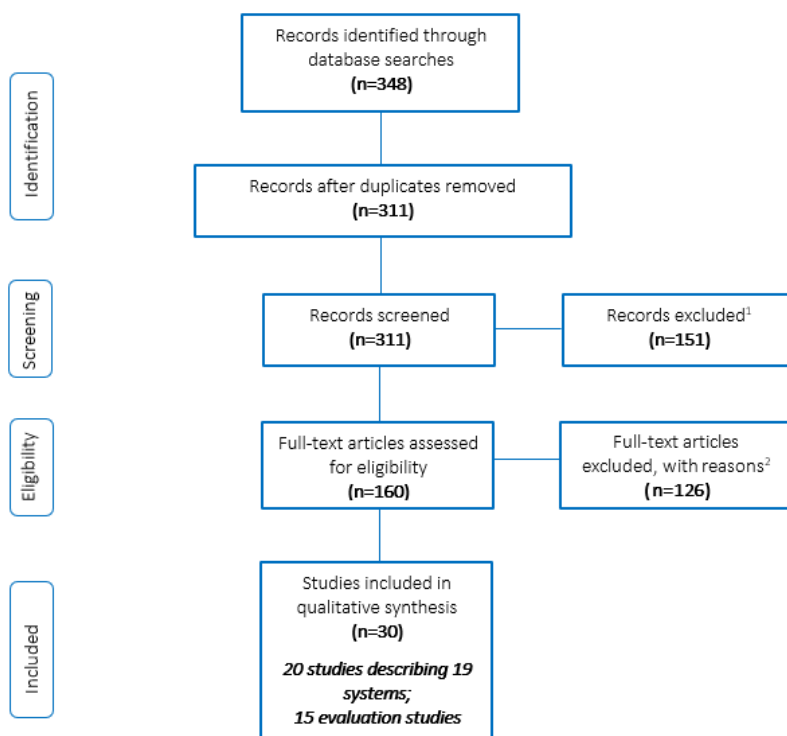 Identification
Records identified through
database searches
(n=348)
Records after duplicates removed
(n=311)
Screening
Records screened
(n=311)
Records excluded1
(n=151)
Eligibility
Full-text articles assessed
for eligibility
(n=160)
Full-text articles
excluded, with reasons2
(n=126)
Included
Studies included in
qualitative synthesis
(n=30)
20 studies describing 19
systems;
15 evaluation studies